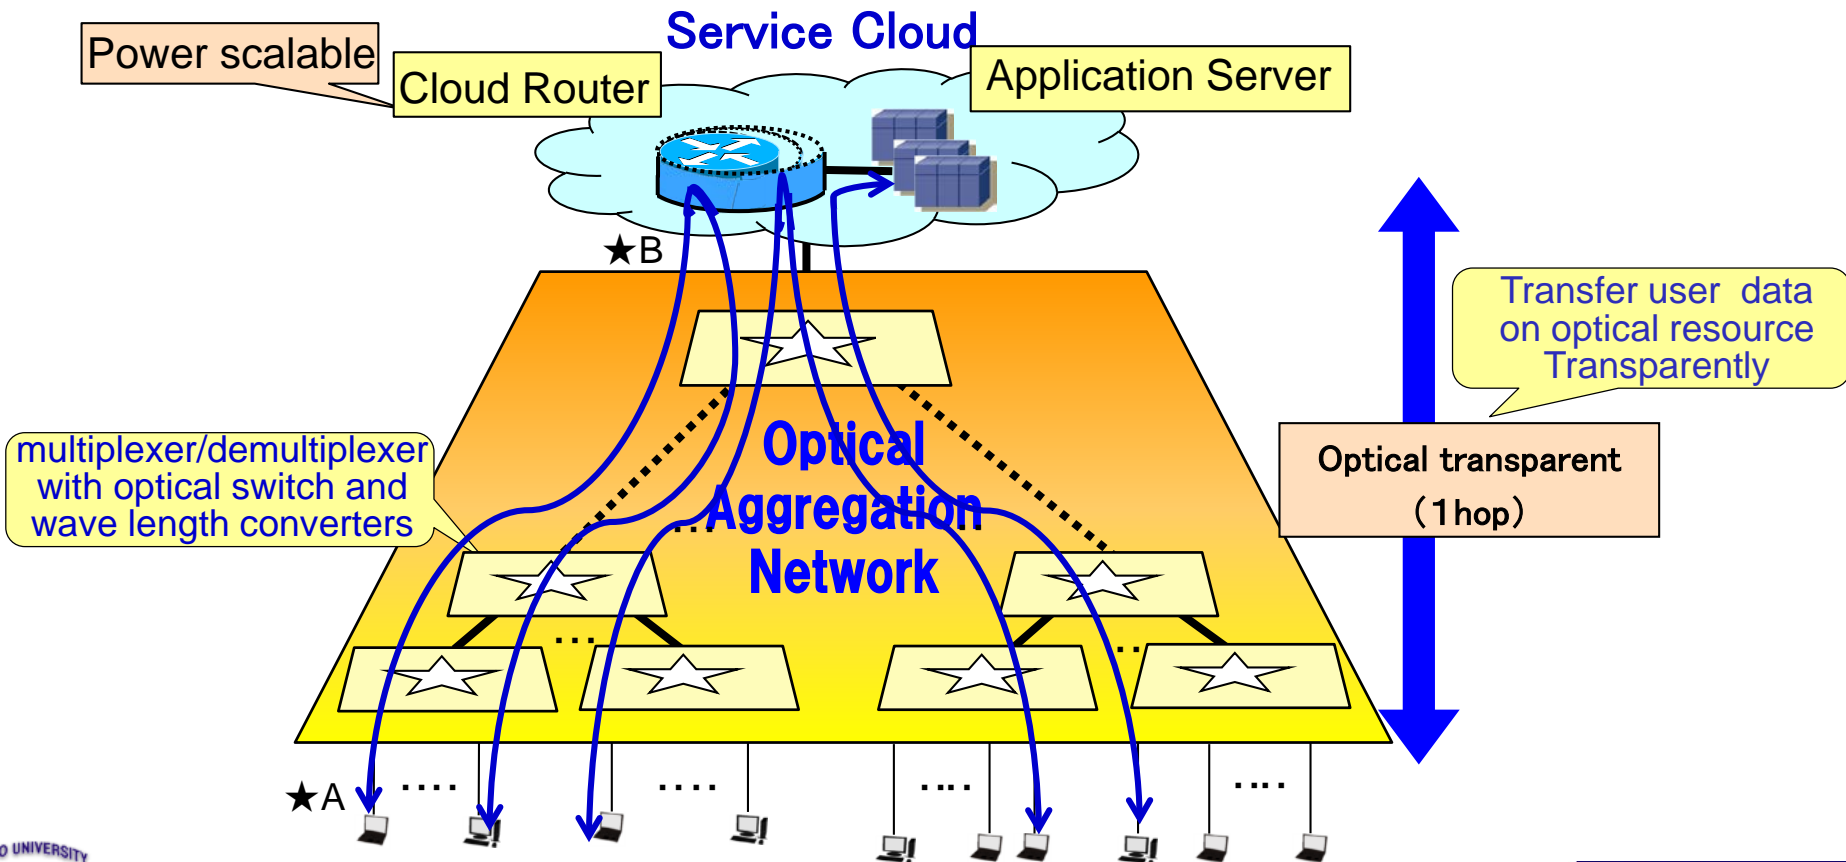 Service Cloud
Power scalable
Cloud Router
Application Server
★B
Transfer user data
on optical resource
Transparently
multiplexer/demultiplexer
with optical switch and
wave length converters
Optical
Aggregation
Network
Optical transparent
(1hop)
★A
UNIVERSITY